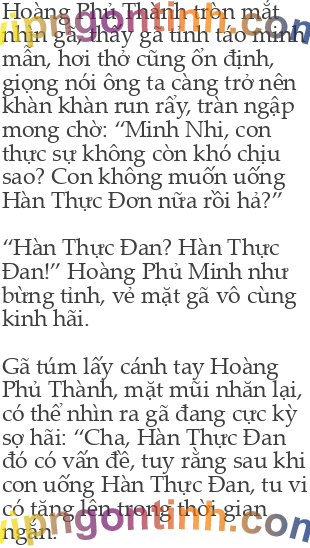 Hoàng Phủ Thành tròn mắt
nhìn gã, thấy gã tỉnh táo minh
mẫn, hơi thở cũng ổn định,
giọng nói ông ta càng trở nên
khàn khàn run rẩy, tràn ngập
mong chờ: “Minh Nhi, con
thực sự không còn khó chịu
sao? Con không muốn uống
Hàn Thực Đơn nữa rồi hả?”
“Hàn Thực Đan? Hàn Thực
Đan!” Hoàng Phủ Minh như
bừng tỉnh, vẻ mặt gã vô cùng
kinh hãi.
Gã túm lấy cánh tay Hoàng
Phủ Thành, mặt mũi nhăn lại,
có thể nhìn ra gã đang cực kỳ
sợ hãi: “Cha, Hàn Thực Đan
đó có vấn đề, tuy rằng sau khi
con uống Hàn Thực Đan, tu vi
có tăng lên trong thời gian
ngắn.
vipngontinh.com
vipngontinh.com